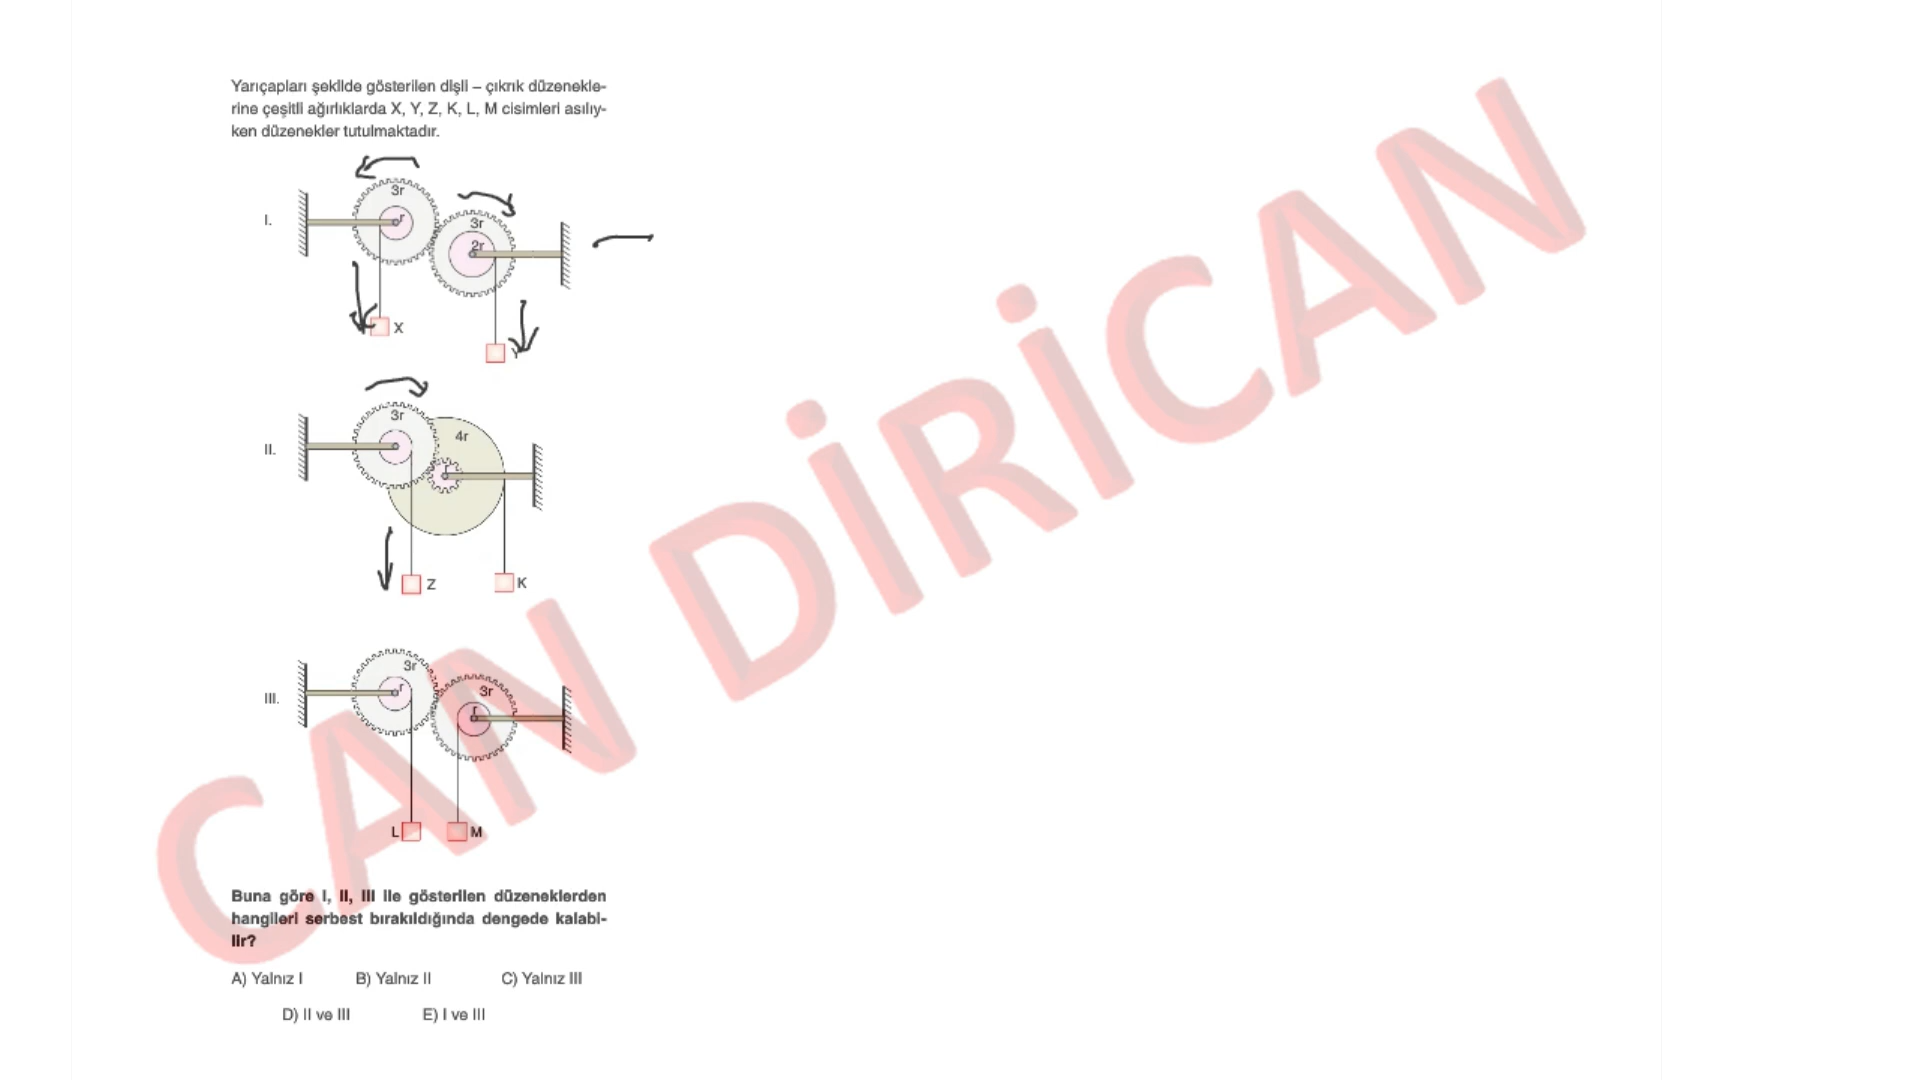 Yarıçapları şekilde gösterilen dişli – çıkrık düzenekle-
rine çeşitli ağırlıklarda X, Y, Z, K, L, M cisimleri asılıy-
ken düzenekler tutulmaktadır.
3r
I.
r
3r
2r
X
Y
3r
4r
II.
r
Z
K
3r
3r
III.
r
r
L
M
CAN DİRİCAN
Buna göre I, II, III ile gösterilen düzeneklerden
hangileri serbest bırakıldığında dengede kalabi-
lir?
A) Yalnız I B) Yalnız II C) Yalnız III
D) II ve III E) I ve III